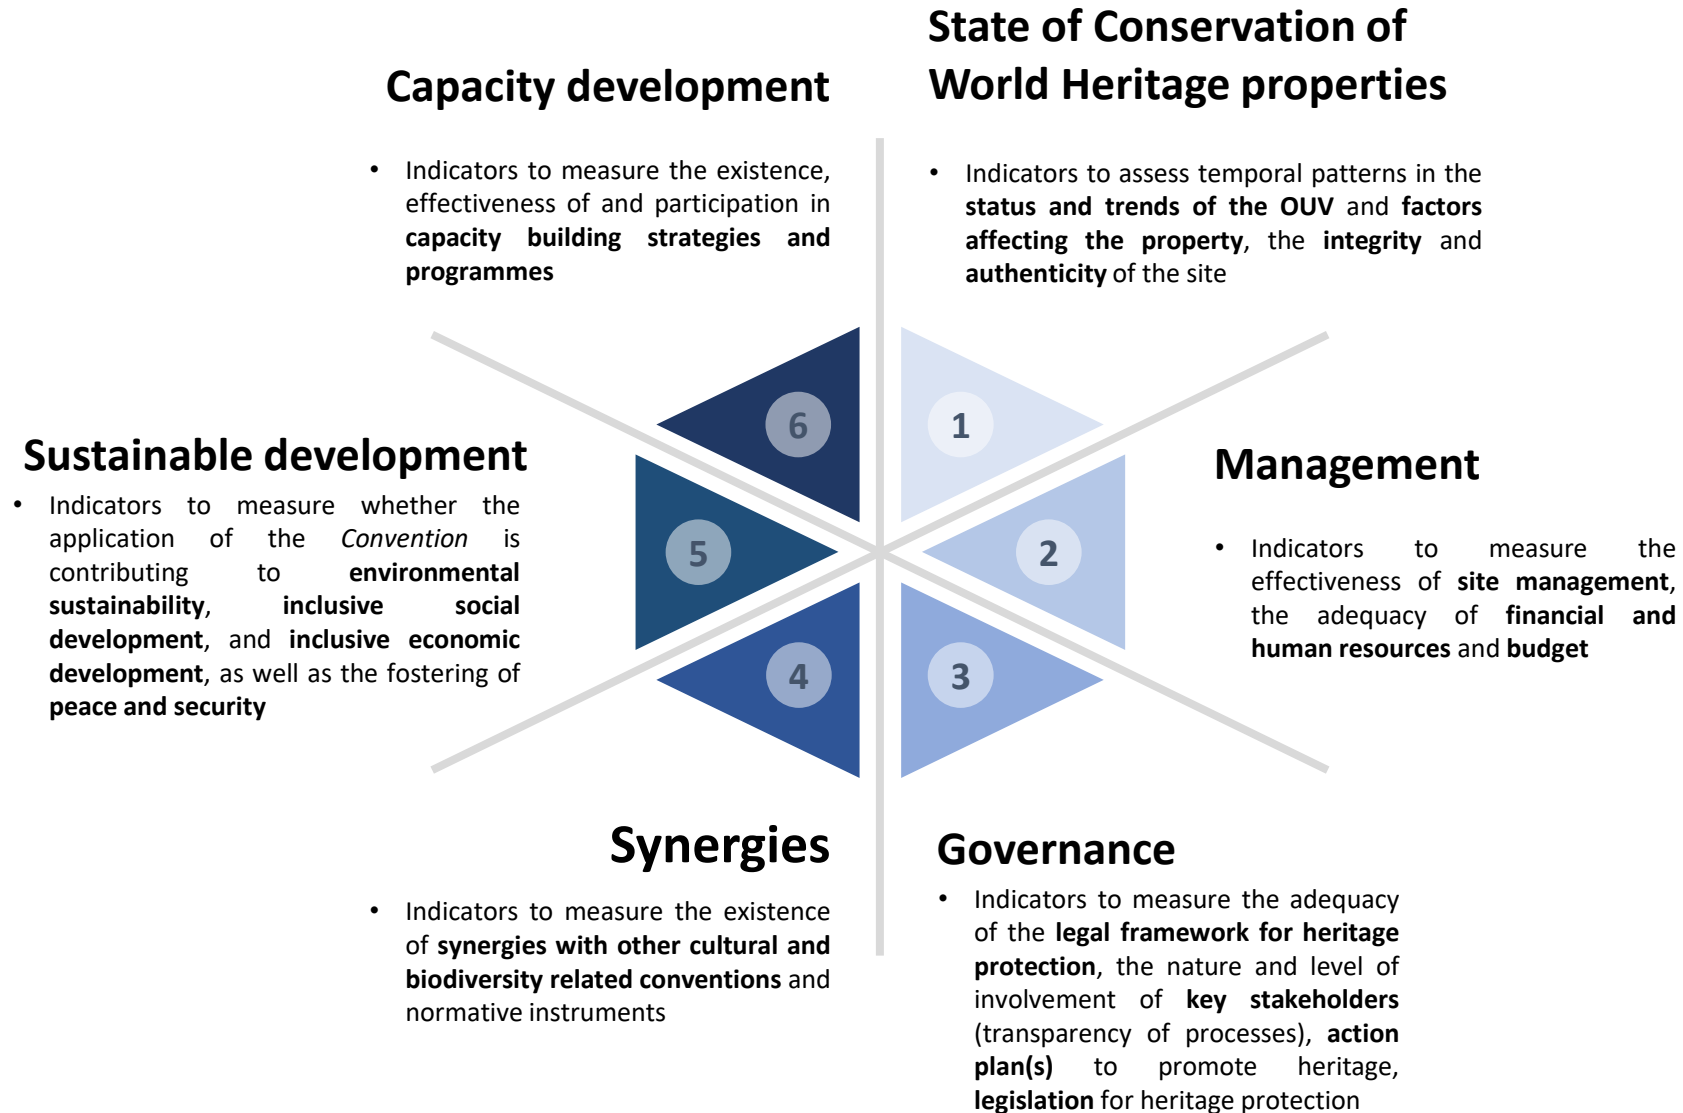 State of Conservation of
World Heritage properties
• Indicators to assess temporal patterns in the
status and trends of the OUV and factors
affecting the property, the integrity and
authenticity of the site
1
Management
• Indicators to measure the
effectiveness of site management,
the adequacy of financial and
human resources and budget
2
Governance
• Indicators to measure the adequacy
of the legal framework for heritage
protection, the nature and level of
involvement of key stakeholders
(transparency of processes), action
plan(s) to promote heritage,
legislation for heritage protection
3
Synergies
• Indicators to measure the existence
of synergies with other cultural and
biodiversity related conventions and
normative instruments
4
Sustainable development
• Indicators to measure whether the
application of the Convention is
contributing to environmental
sustainability, inclusive social
development, and inclusive economic
development, as well as the fostering of
peace and security
5
Capacity development
• Indicators to measure the existence,
effectiveness of and participation in
capacity building strategies and
programmes
6